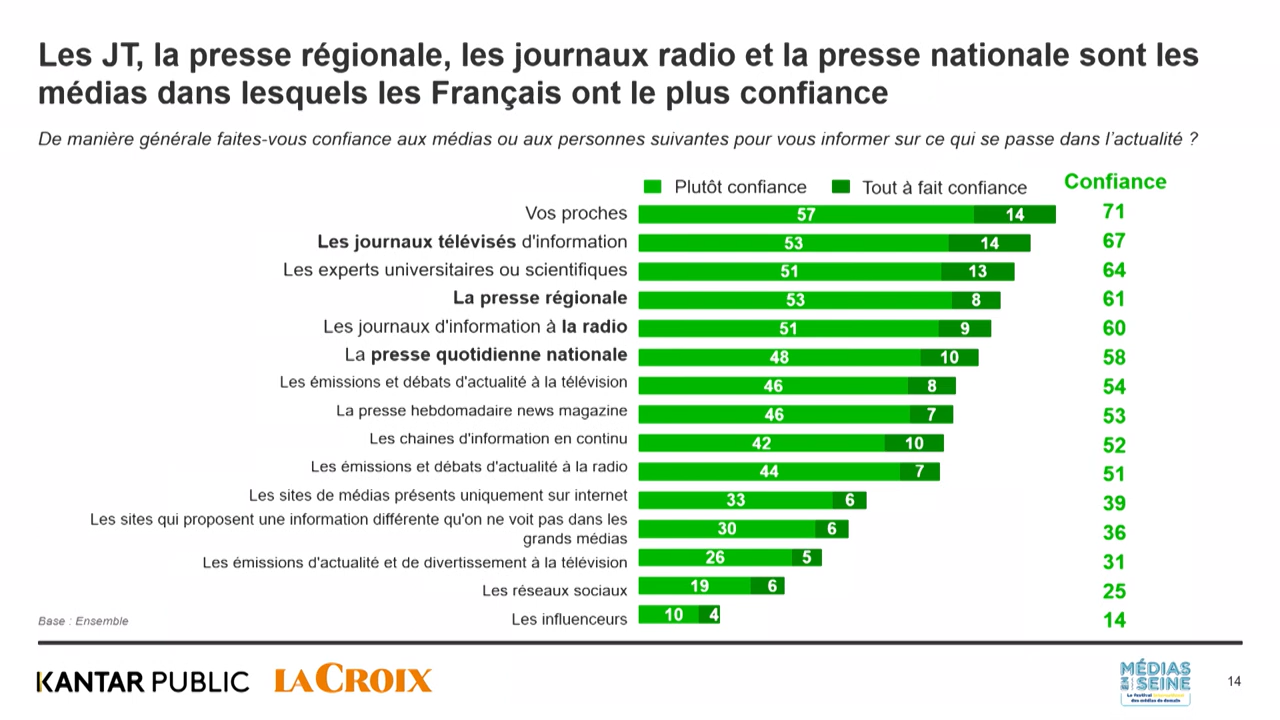 Les JT, la presse régionale, les journaux radio et la presse nationale sont les
médias dans lesquels les Français ont le plus confiance
De manière générale faites-vous confiance aux médias ou aux personnes suivantes pour vous informer sur ce qui se passe dans l'actualité ?
Plutôt confiance Tout à fait confiance Confiance
Vos proches 57 14 71
Les journaux télévisés d'information 53 14 67
Les experts universitaires ou scientifiques 51 13 64
La presse régionale 53 8 61
Les journaux d'information à la radio 51 9 60
La presse quotidienne nationale 48 10 58
Les émissions et débats d'actualité à la télévision 46 8 54
La presse hebdomadaire news magazine 46 7 53
Les chaines d'information en continu 42 10 52
Les émissions et débats d'actualité à la radio 44 7 51
Les sites de médias présents uniquement sur internet 33 6 39
Les sites qui proposent une information différente qu'on ne voit pas dans les
grands médias 30 6 36
Les émissions d'actualité et de divertissement à la télévision 26 5 31
Les réseaux sociaux 19 6 25
Les influenceurs 10 4 14
Base : Ensemble
KANTAR PUBLIC LA CROIX
MÉDIAS
EN SEINE
Le festival international
des médias de demain
14